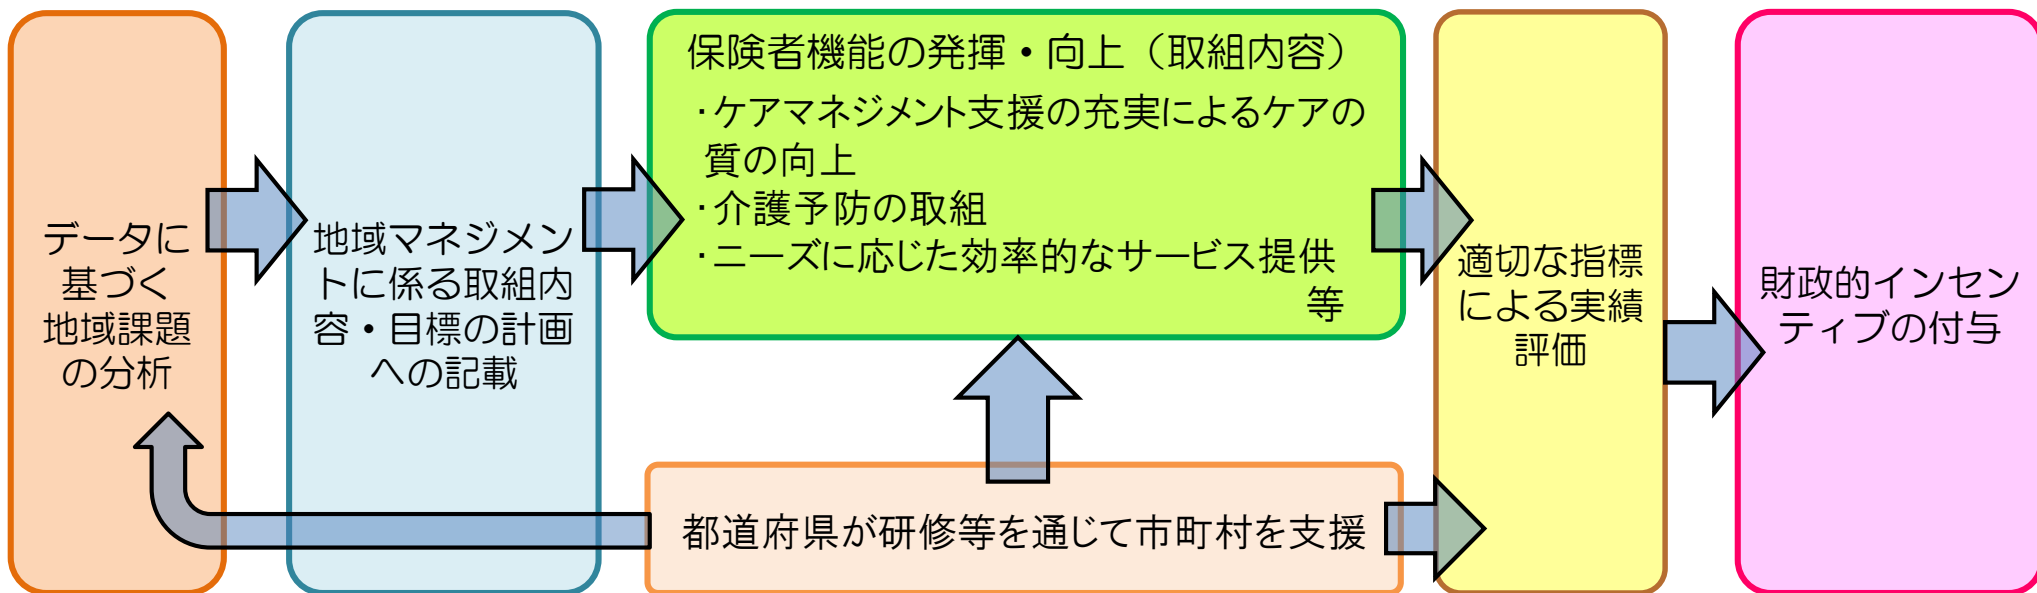 データに
基づく
地域課題
の分析
地域マネジメン
トに係る取組内
容・目標の計画
への記載
保険者機能の発揮・向上（取組内容）
・ケアマネジメント支援の充実によるケアの
質の向上
・介護予防の取組
・ニーズに応じた効率的なサービス提供
等
都道府県が研修等を通じて市町村を支援
適切な指標
による実績
評価
財政的インセン
ティブの付与